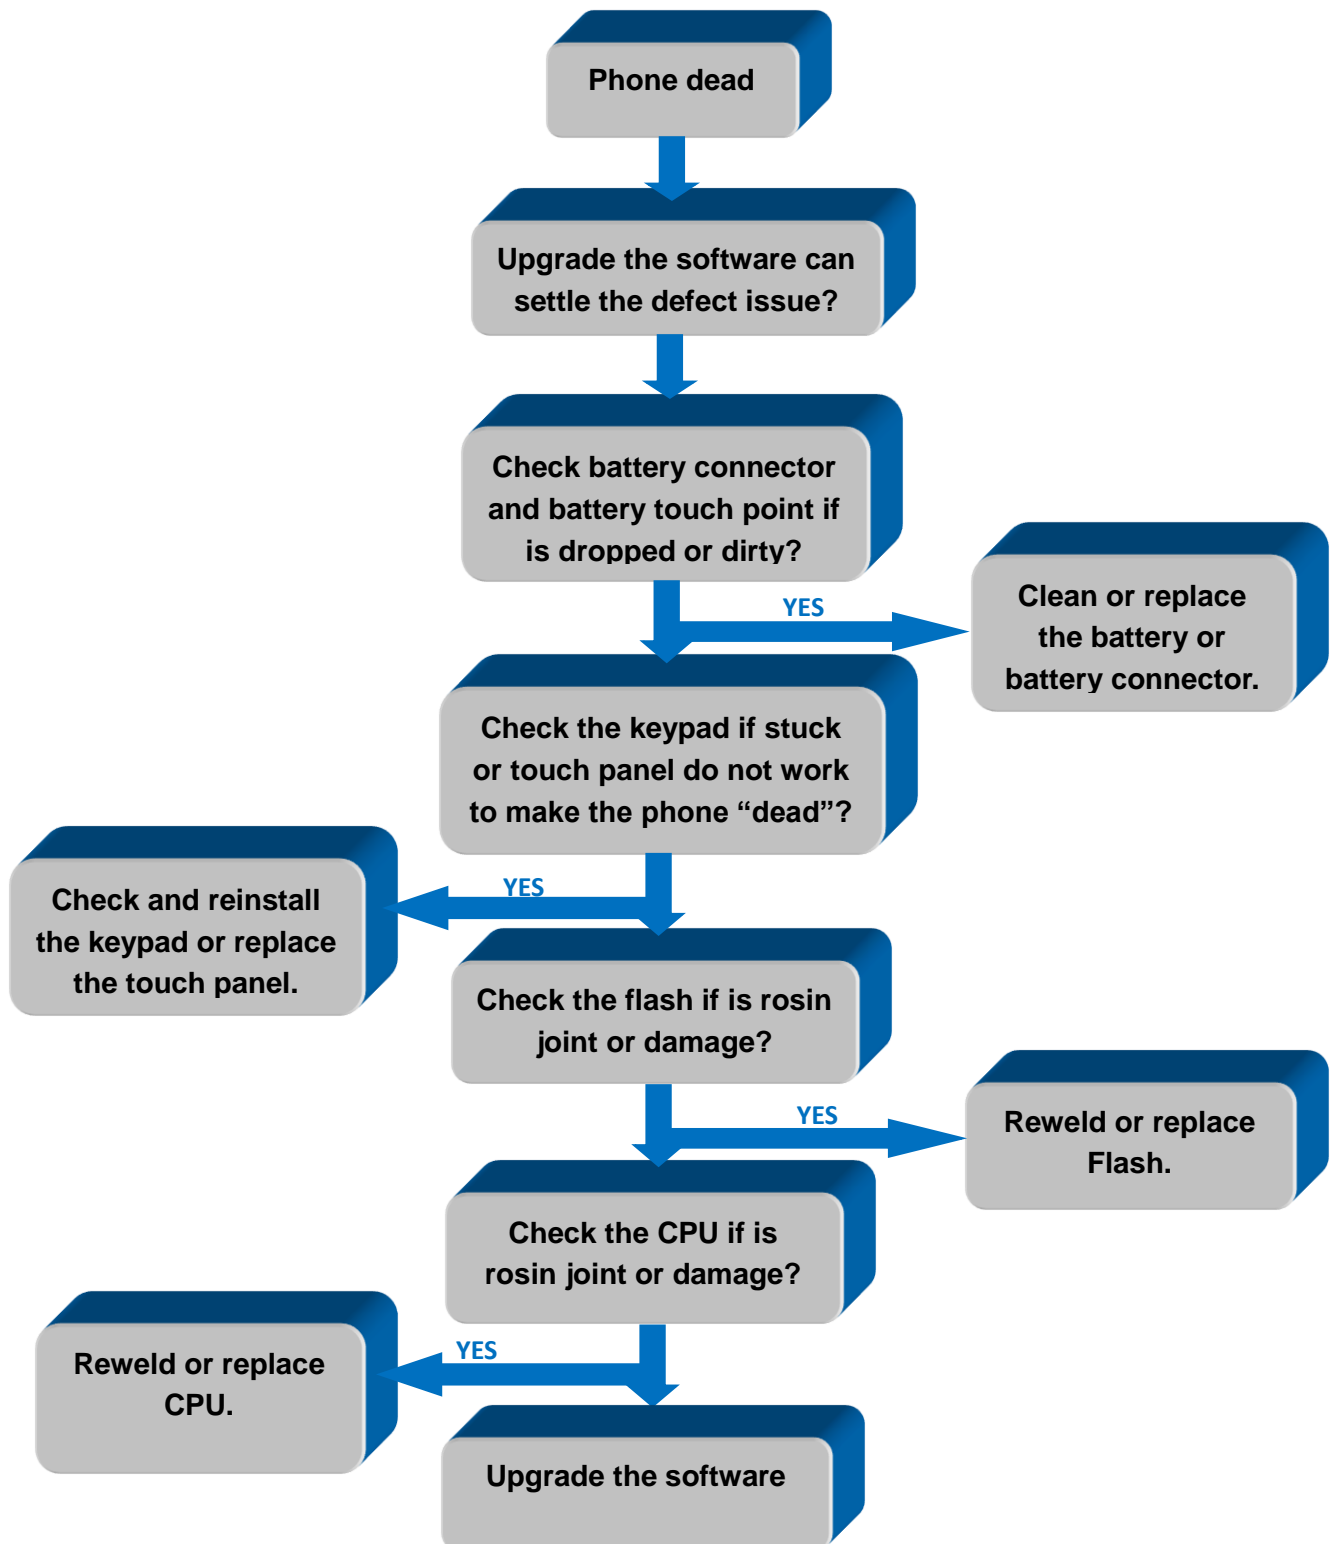 Phone dead
Upgrade the software can
settle the defect issue?
Check battery connector
and battery touch point if
is dropped or dirty?
YES
Clean or replace
the battery or
battery connector.
Check the keypad if stuck
or touch panel do not work
to make the phone “dead”?
YES
Check and reinstall
the keypad or replace
the touch panel.
Check the flash if is rosin
joint or damage?
YES
Reweld or replace
Flash.
Check the CPU if is
rosin joint or damage?
YES
Reweld or replace
CPU.
Upgrade the software